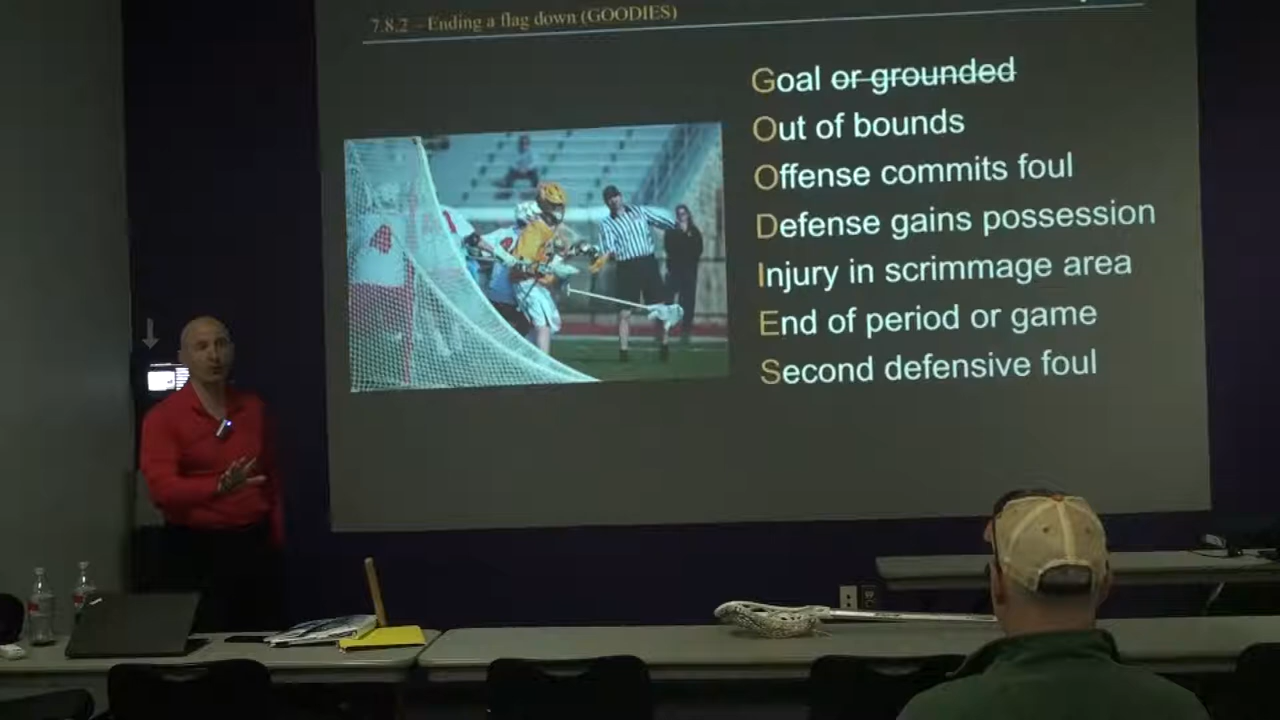 7.8.2 – Ending a flag down (GOODIES)
Goal or grounded
Out of bounds
Offense commits foul
Defense gains possession
Injury in scrimmage area
End of period or game
Second defensive foul